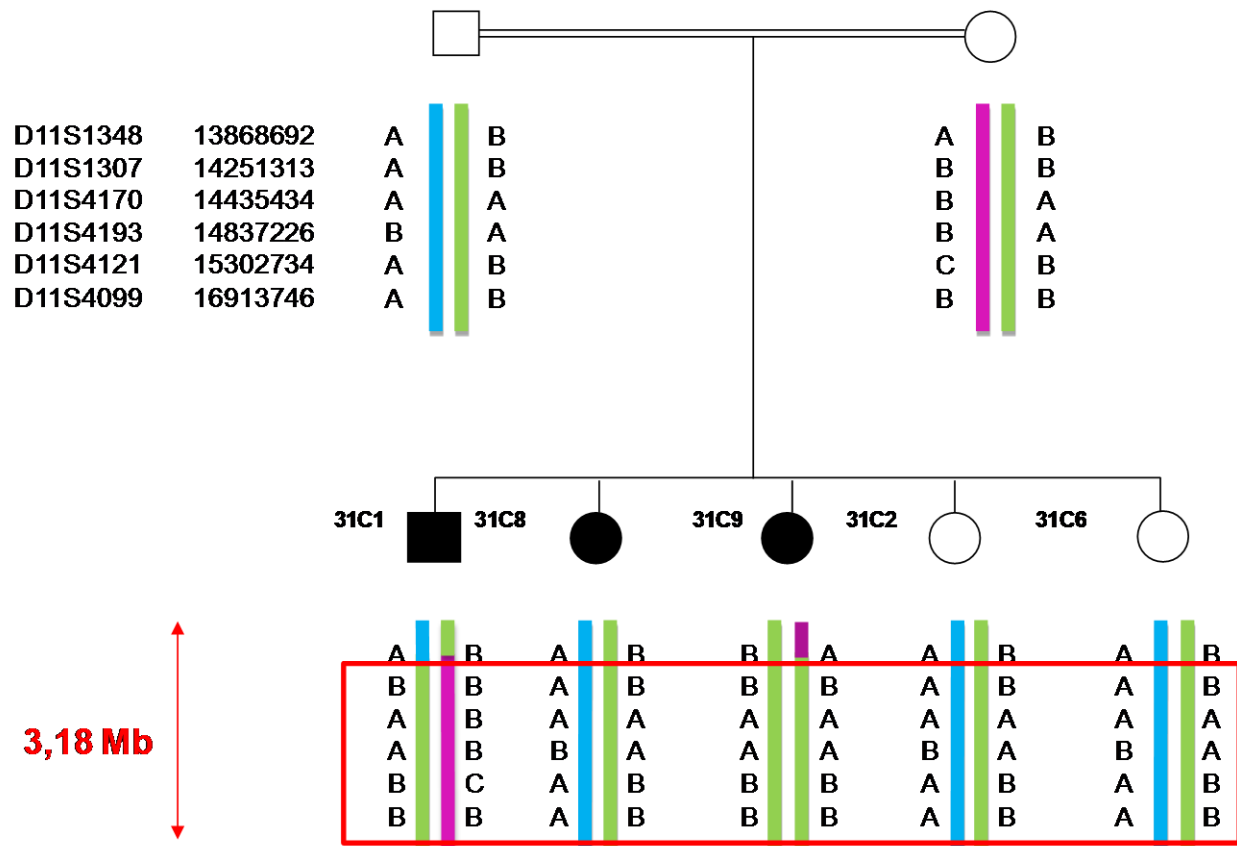 D11S1348 13868692 A B A B
D11S1307 14251313 A B B B
D11S4170 14435434 A A B A
D11S4193 14837226 B A B A
D11S4121 15302734 A B C B
D11S4099 16913746 A B B B
31C1 31C8 31C9 31C2 31C6
A B A B B A A B A B
B B A B B B A B A B
A B A A A A A A A A
A B B A A A B A B A
B C A B B B A B A B
B B A B B B A B A B
3,18 Mb